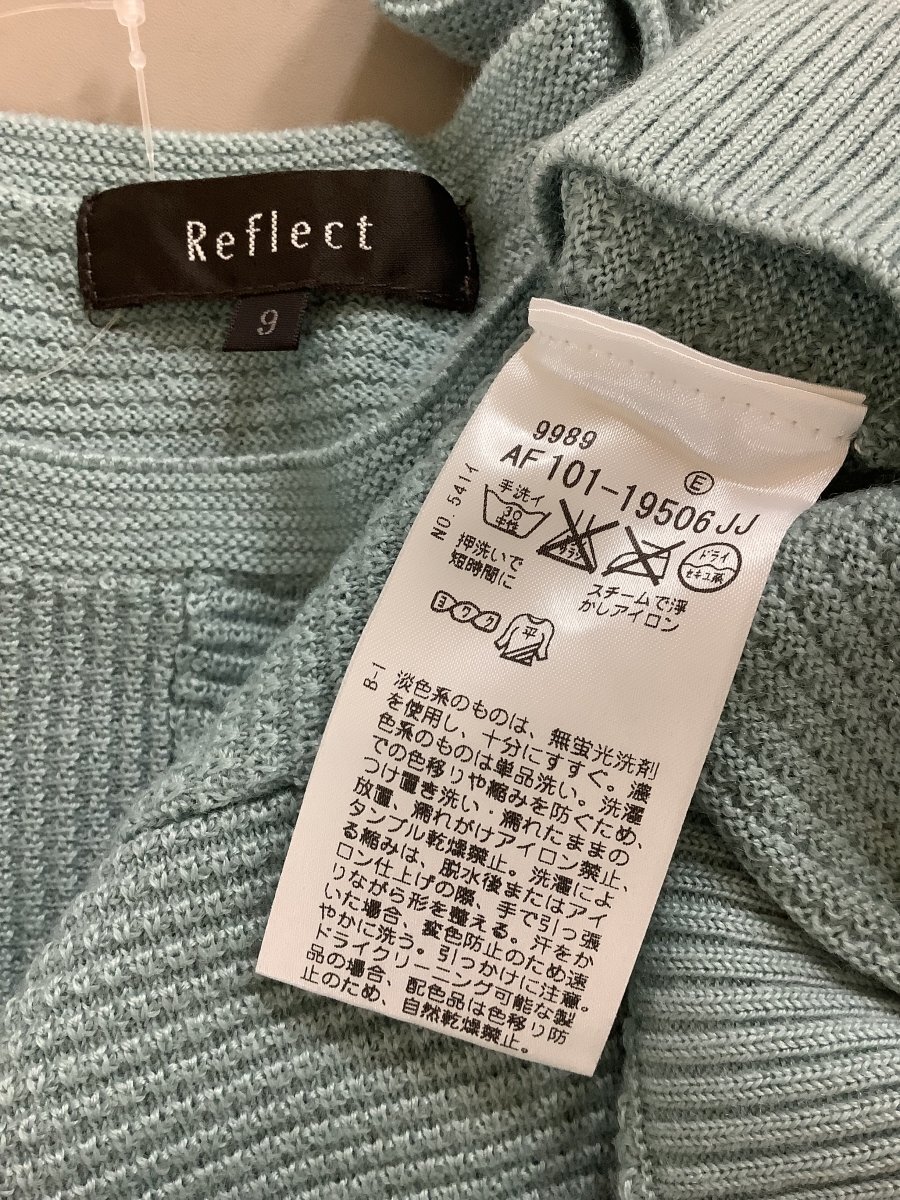 Reflect
9
9989
AF 101-19506JJ
E
NO. 541イ
手洗イ
30
中性
ドライ
セキユ系
押洗いで
短時間に
スチームで浮
かしアイロン
ヨワク
平
B-1
淡色系のものは、無蛍光洗剤
を使用し、十分にすすぐ。濃
色系のものは単品洗い。洗濯
での色移りや縮みを防ぐため、
つけ置き洗い、濡れたままの
放置、濡れがけアイロン禁止、
タンブル乾燥禁止。洗濯によ
る縮みは、脱水後またはアイ
ロン仕上げの際、手で引っ張
りながら形を整える。汗をか
いた場合、変色防止のため速
やかに洗う。引っかけに注意。
ドライクリーニング可能な製
品の場合、配色品は色移り防
止のため、自然乾燥禁止。